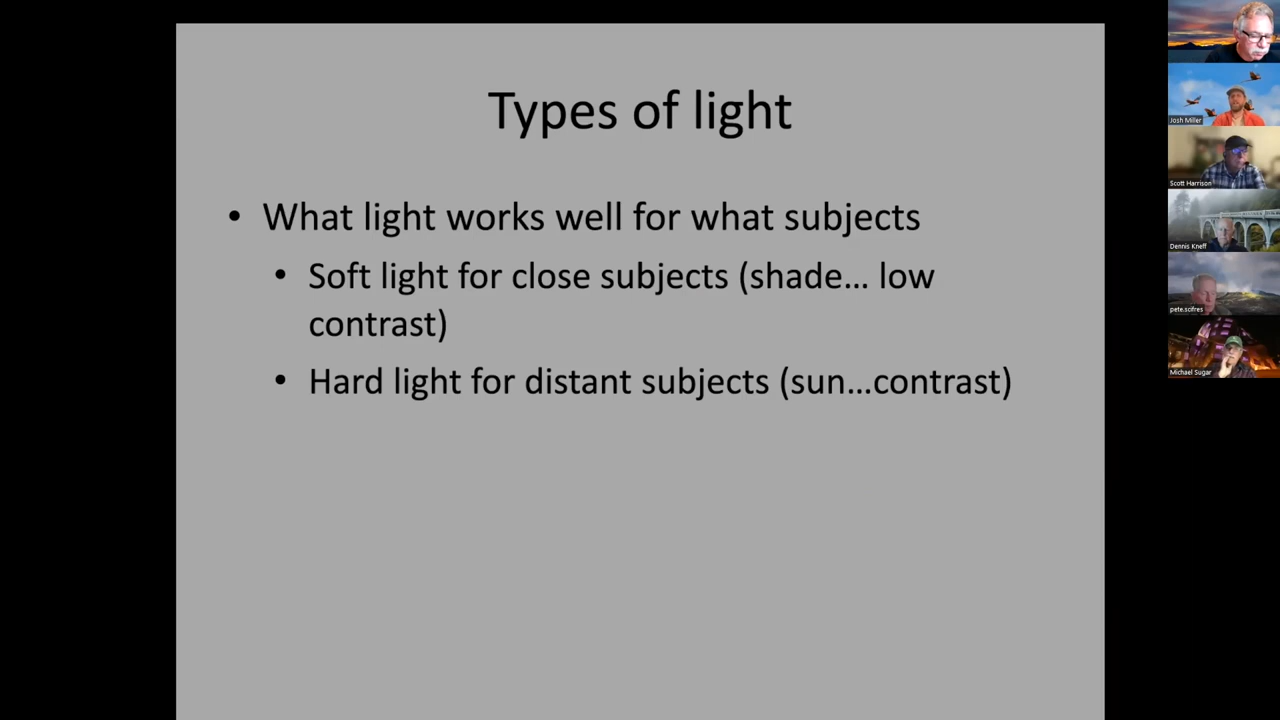 Types of light
• What light works well for what subjects
• Soft light for close subjects (shade... low
contrast)
• Hard light for distant subjects (sun...contrast)
Josh Miller
Scott Harrison
Dennis Kneff
pete.scifres
Michael Sugar